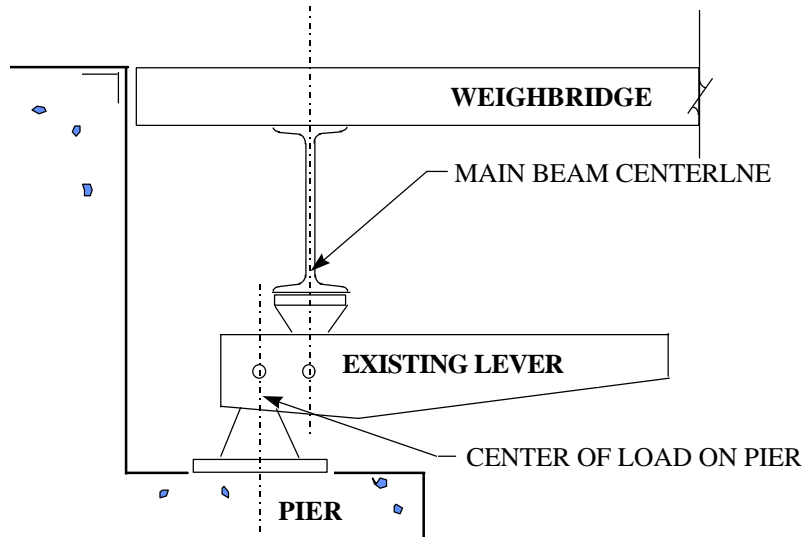 WEIGHBRIDGE
MAIN BEAM CENTERLNE
EXISTING LEVER
CENTER OF LOAD ON PIER
PIER